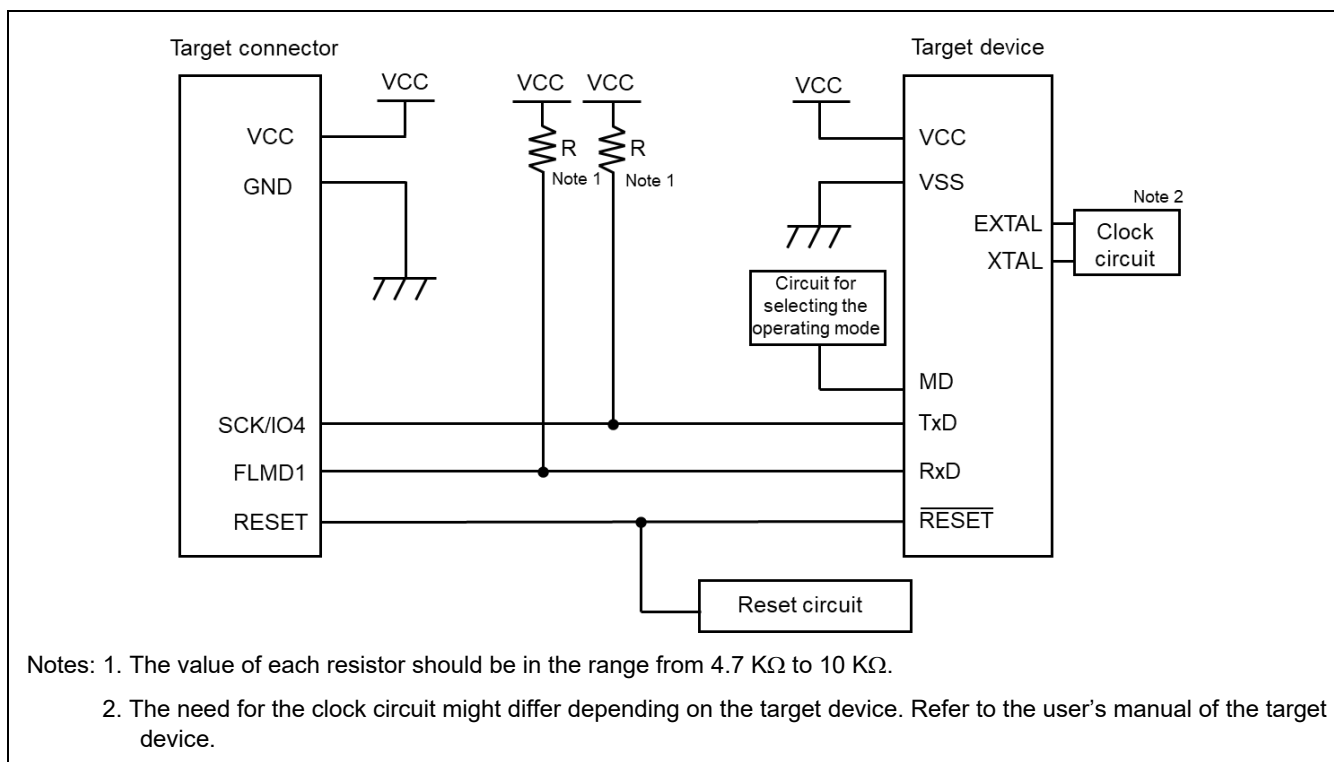 Target connector
Target device
VCC
VCC
VCC
VCC
VCC
R
R
Note 1
Note 1
VCC
GND
VSS
Note 2
EXTAL
XTAL
Clock
circuit
Circuit for
selecting the
operating mode
MD
SCK/IO4
TxD
FLMD1
RxD
RESET
RESET
Reset circuit
Notes: 1. The value of each resistor should be in the range from 4.7 KΩ to 10 KΩ.
2. The need for the clock circuit might differ depending on the target device. Refer to the user’s manual of the target
device.